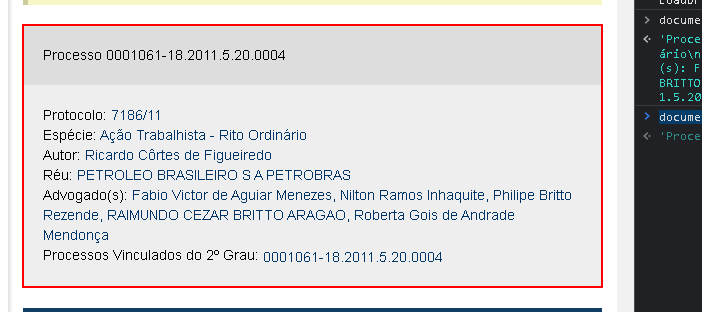 Processo 0001061-18.2011.5.20.0004
Protocolo: 7186/11
Espécie: Ação Trabalhista - Rito Ordinário
Autor: Ricardo Côrtes de Figueiredo
Réu: PETROLEO BRASILEIRO S A PETROBRAS
Advogado(s): Fabio Victor de Aguiar Menezes, Nilton Ramos Inhaquite, Philipe Britto
Rezende, RAIMUNDO CEZAR BRITTO ARAGAO, Roberta Gois de Andrade
Mendonça
Processos Vinculados do 2º Grau: 0001061-18.2011.5.20.0004
> docume
'Proce
ário\n
(s): F
BRITTO
1.5.20
> docume
'Proce